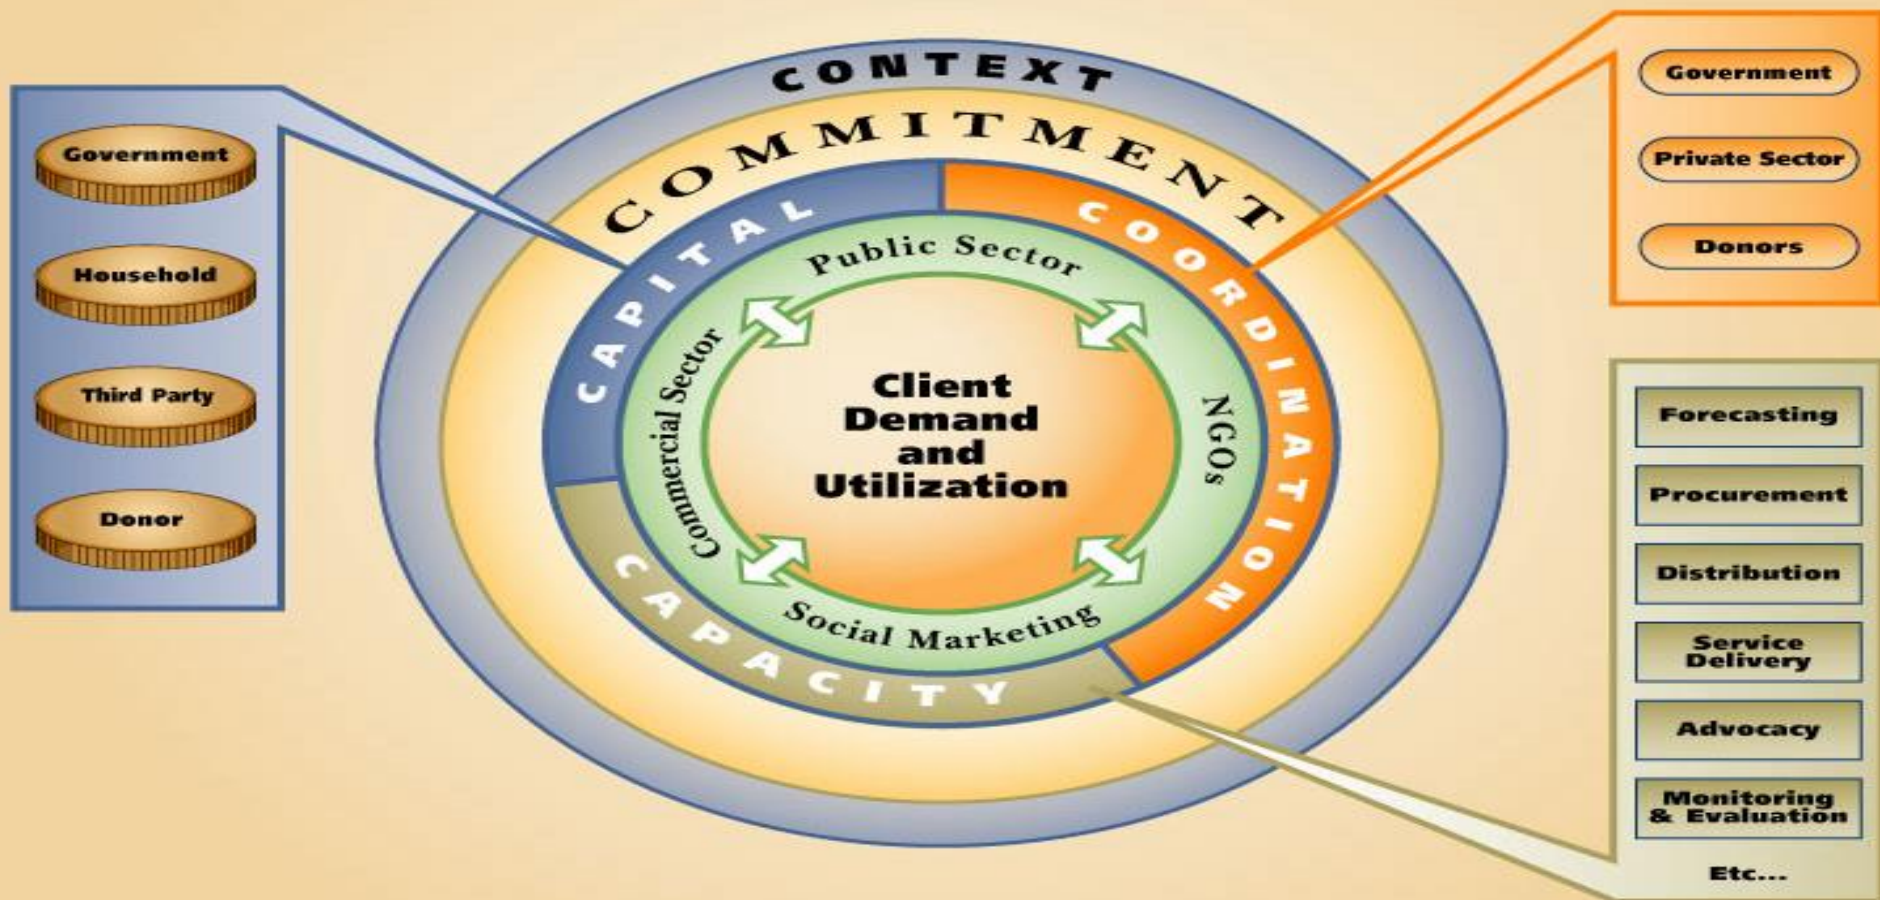 CONTEXT
COMMITMENT
CAPITAL
COORDINATION
CAPACITY
Public Sector
Commercial Sector
NGOs
Social Marketing
Client
Demand
and
Utilization
Government
Household
Third Party
Donor
Government
Private Sector
Donors
Forecasting
Procurement
Distribution
Service
Delivery
Advocacy
Monitoring
& Evaluation
Etc...